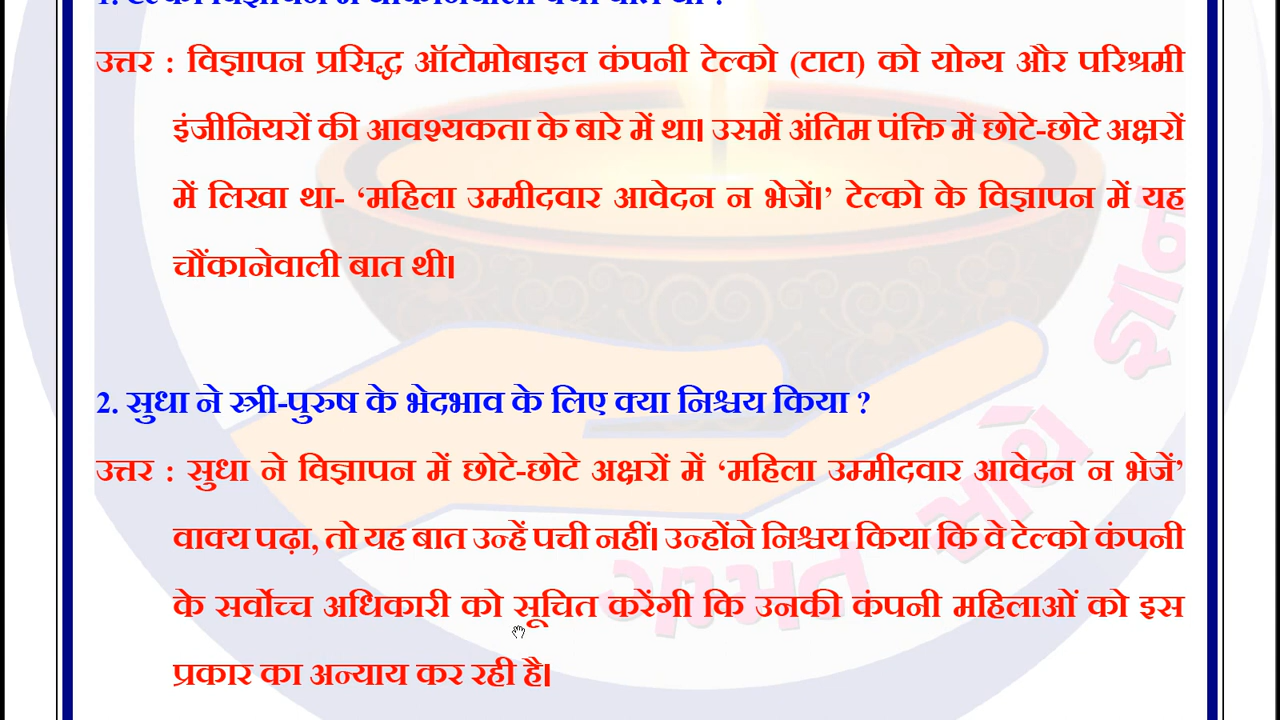 1. टेल्को विज्ञापन में चौंकानेवाली क्या बात थी ?
उत्तर : विज्ञापन प्रसिद्ध ऑटोमोबाइल कंपनी टेल्को (टाटा) को योग्य और परिश्रमी
इंजीनियरों की आवश्यकता के बारे में था। उसमें अंतिम पंक्ति में छोटे-छोटे अक्षरों
में लिखा था- ‘महिला उम्मीदवार आवेदन न भेजें।’ टेल्को के विज्ञापन में यह
चौंकानेवाली बात थी।
2. सुधा ने स्त्री-पुरुष के भेदभाव के लिए क्या निश्चय किया ?
उत्तर : सुधा ने विज्ञापन में छोटे-छोटे अक्षरों में ‘महिला उम्मीदवार आवेदन न भेजें’
वाक्य पढ़ा, तो यह बात उन्हें पची नहीं। उन्होंने निश्चय किया कि वे टेल्को कंपनी
के सर्वोच्च अधिकारी को सूचित करेंगी कि उनकी कंपनी महिलाओं को इस
प्रकार का अन्याय कर रही है।